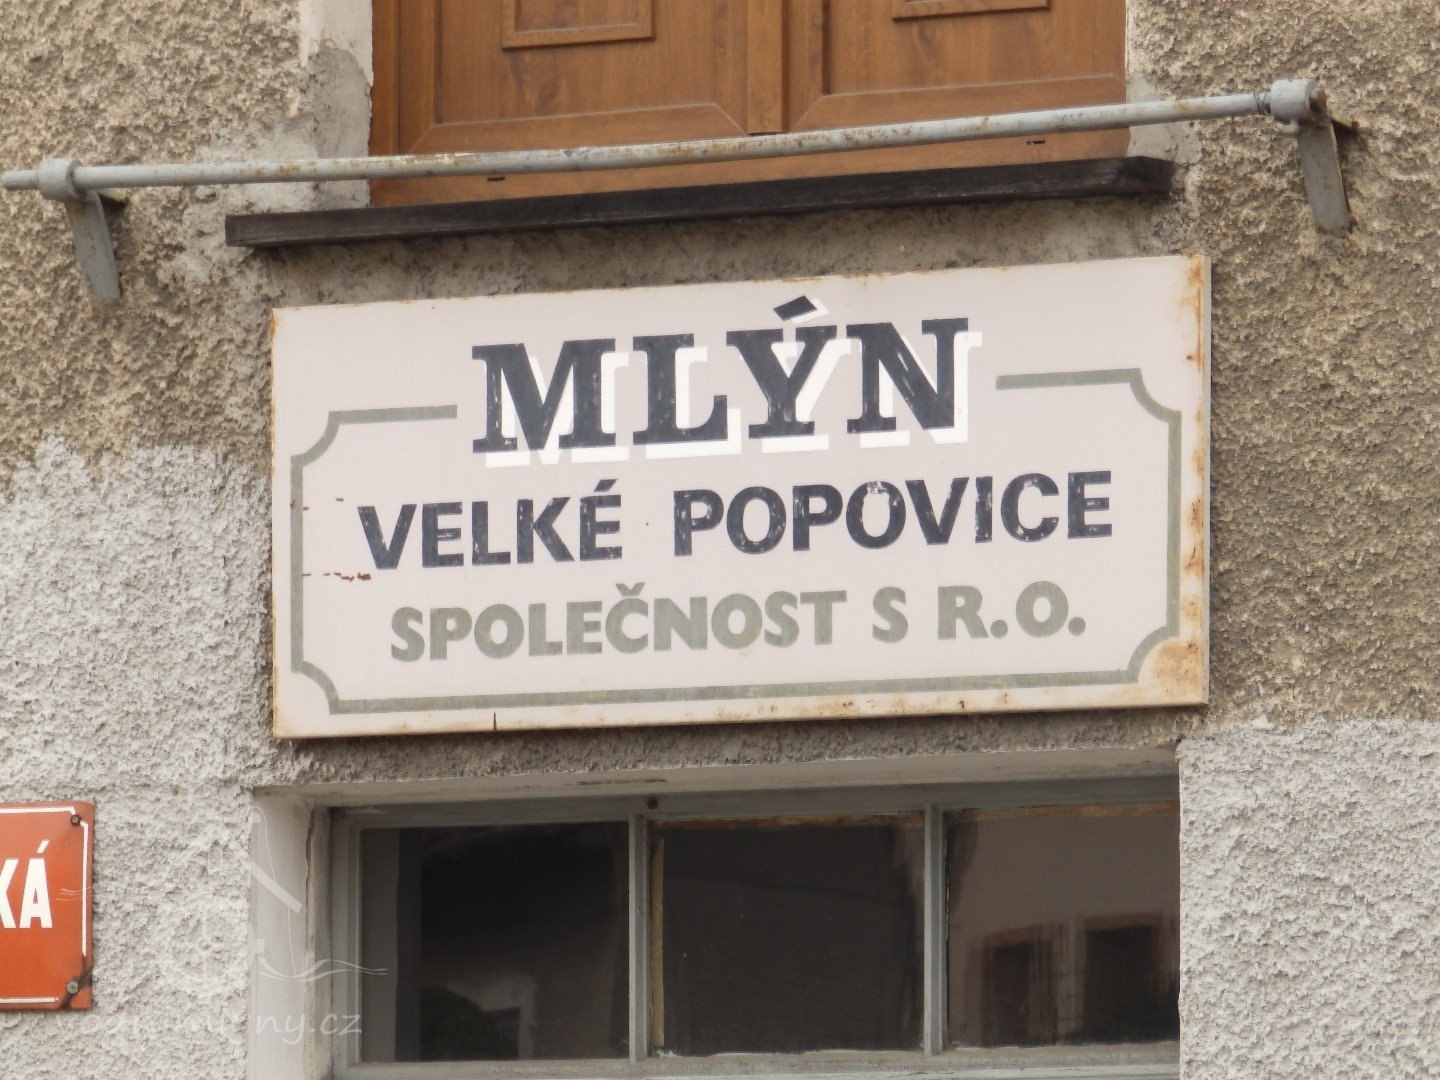 MLÝN
VELKÉ POPOVICE
SPOLEČNOST S R.O.
KÁ